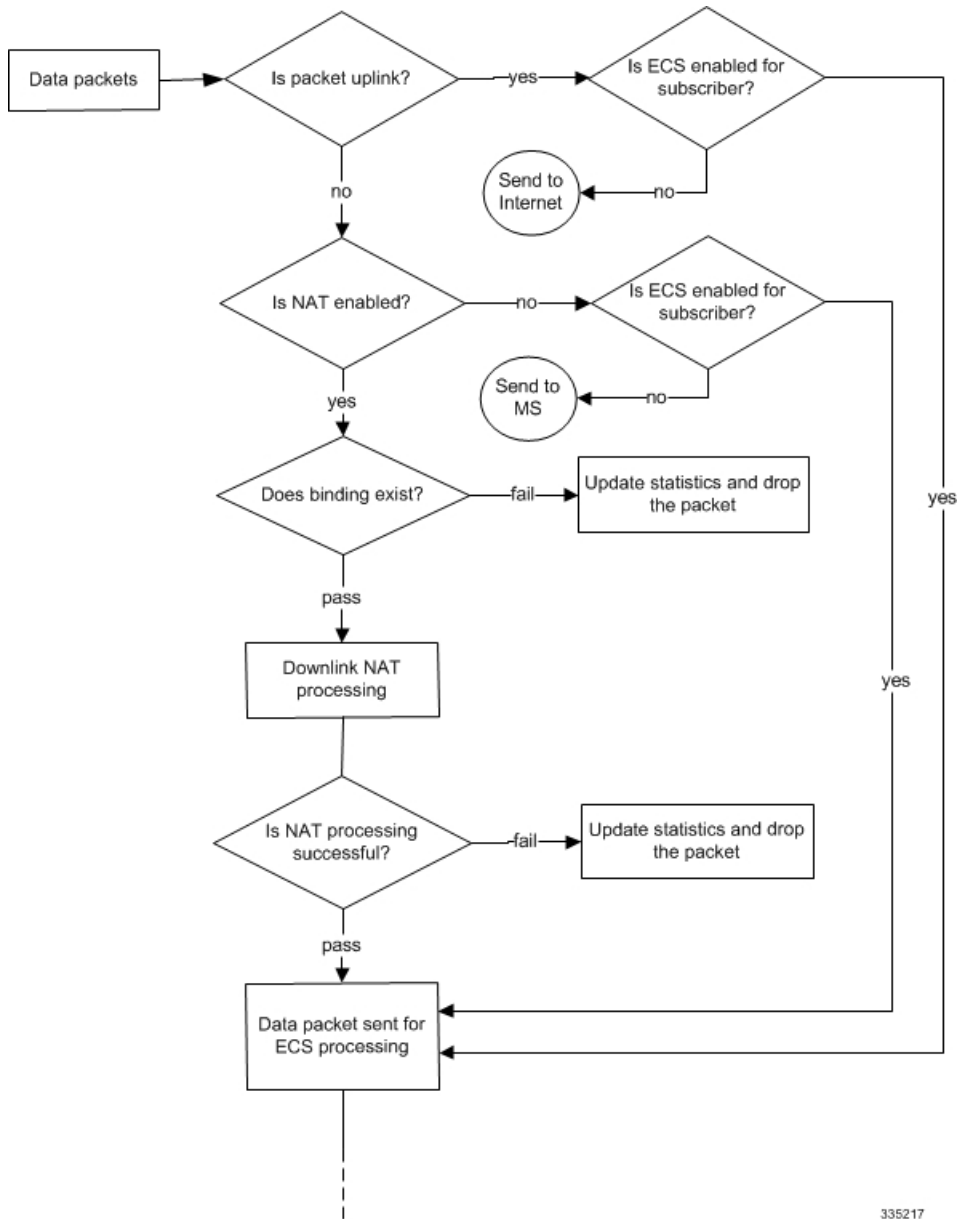 Data packets
Is packet uplink?
yes
Is ECS enabled for
subscriber?
no
Send to
Internet
no
Is NAT enabled?
no
Is ECS enabled for
subscriber?
no
Send to
MS
yes
Does binding exist?
fail
Update statistics and drop
the packet
yes
pass
Downlink NAT
processing
yes
Is NAT processing
successful?
fail
Update statistics and drop
the packet
pass
Data packet sent for
ECS processing
335217